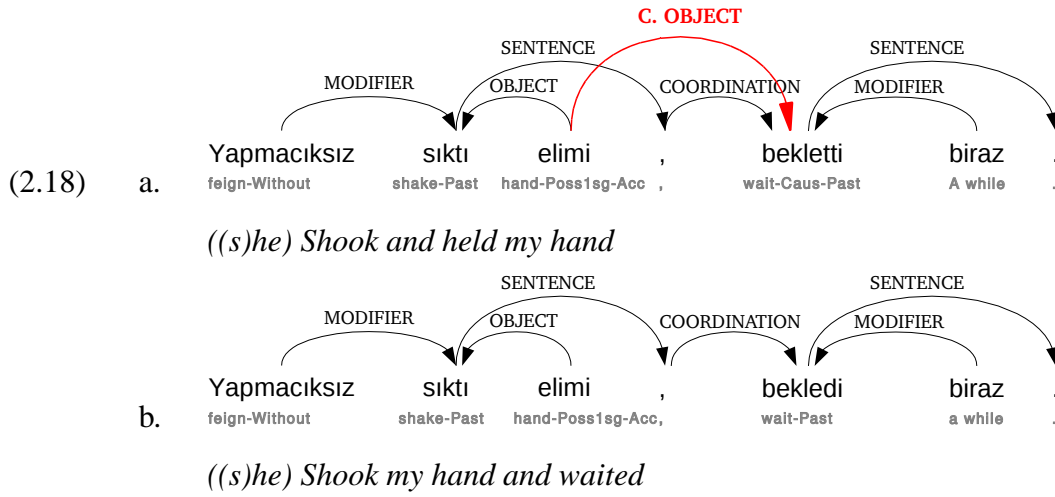 C. OBJECT
SENTENCE SENTENCE
MODIFIER OBJECT COORDINATION MODIFIER
Yapmacıksız sıktı elimi , bekletti biraz .
(2.18) a. feign-Without shake-Past hand-Poss1sg-Acc , wait-Caus-Past A while .
((s)he) Shook and held my hand
SENTENCE SENTENCE
MODIFIER OBJECT COORDINATION MODIFIER
Yapmacıksız sıktı elimi , bekledi biraz .
b. feign-Without shake-Past hand-Poss1sg-Acc, wait-Past a while .
((s)he) Shook my hand and waited